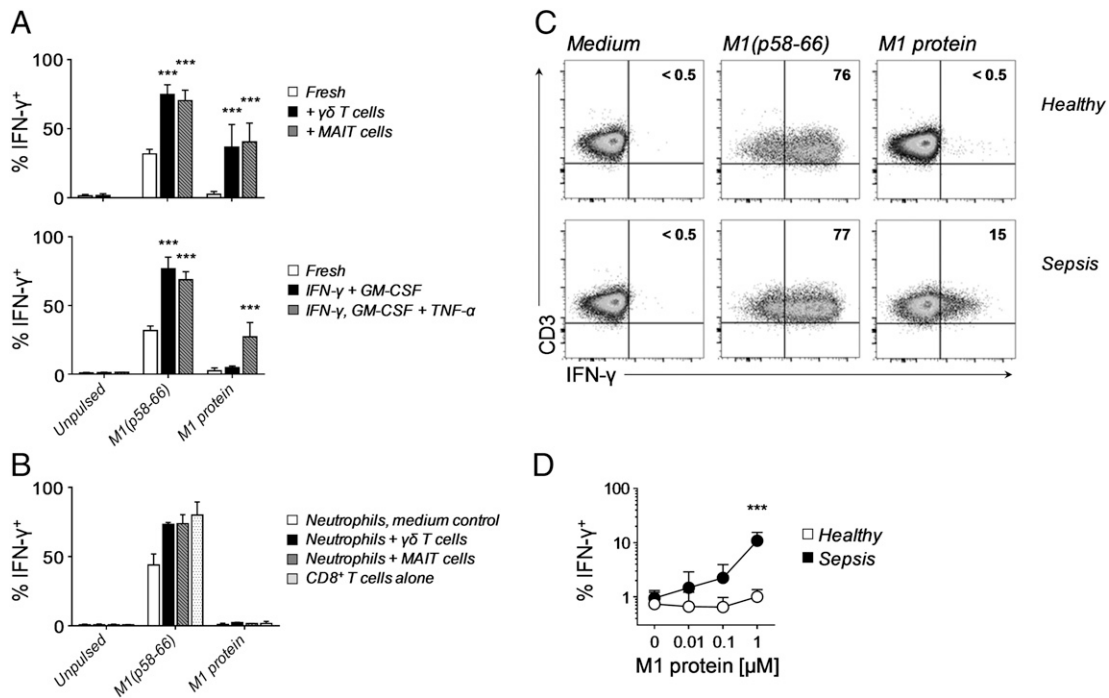 A
100
50
0
% IFN-γ⁺
***
***
***
***
Fresh
+ γδ T cells
+ MAIT cells
100
50
0
% IFN-γ⁺
***
***
***
Fresh
IFN-γ + GM-CSF
IFN-γ, GM-CSF + TNF-α
Unpulsed
M1(p58-66)
M1 protein
B
100
50
0
% IFN-γ⁺
Neutrophils, medium control
Neutrophils + γδ T cells
Neutrophils + MAIT cells
CD8⁺ T cells alone
Unpulsed
M1(p58-66)
M1 protein
C
Medium M1(p58-66) M1 protein
< 0.5 76 < 0.5 Healthy
< 0.5 77 15 Sepsis
CD3
IFN-γ
D
100
10
1
% IFN-γ⁺
***
Healthy
Sepsis
0 0.01 0.1 1
M1 protein [µM]